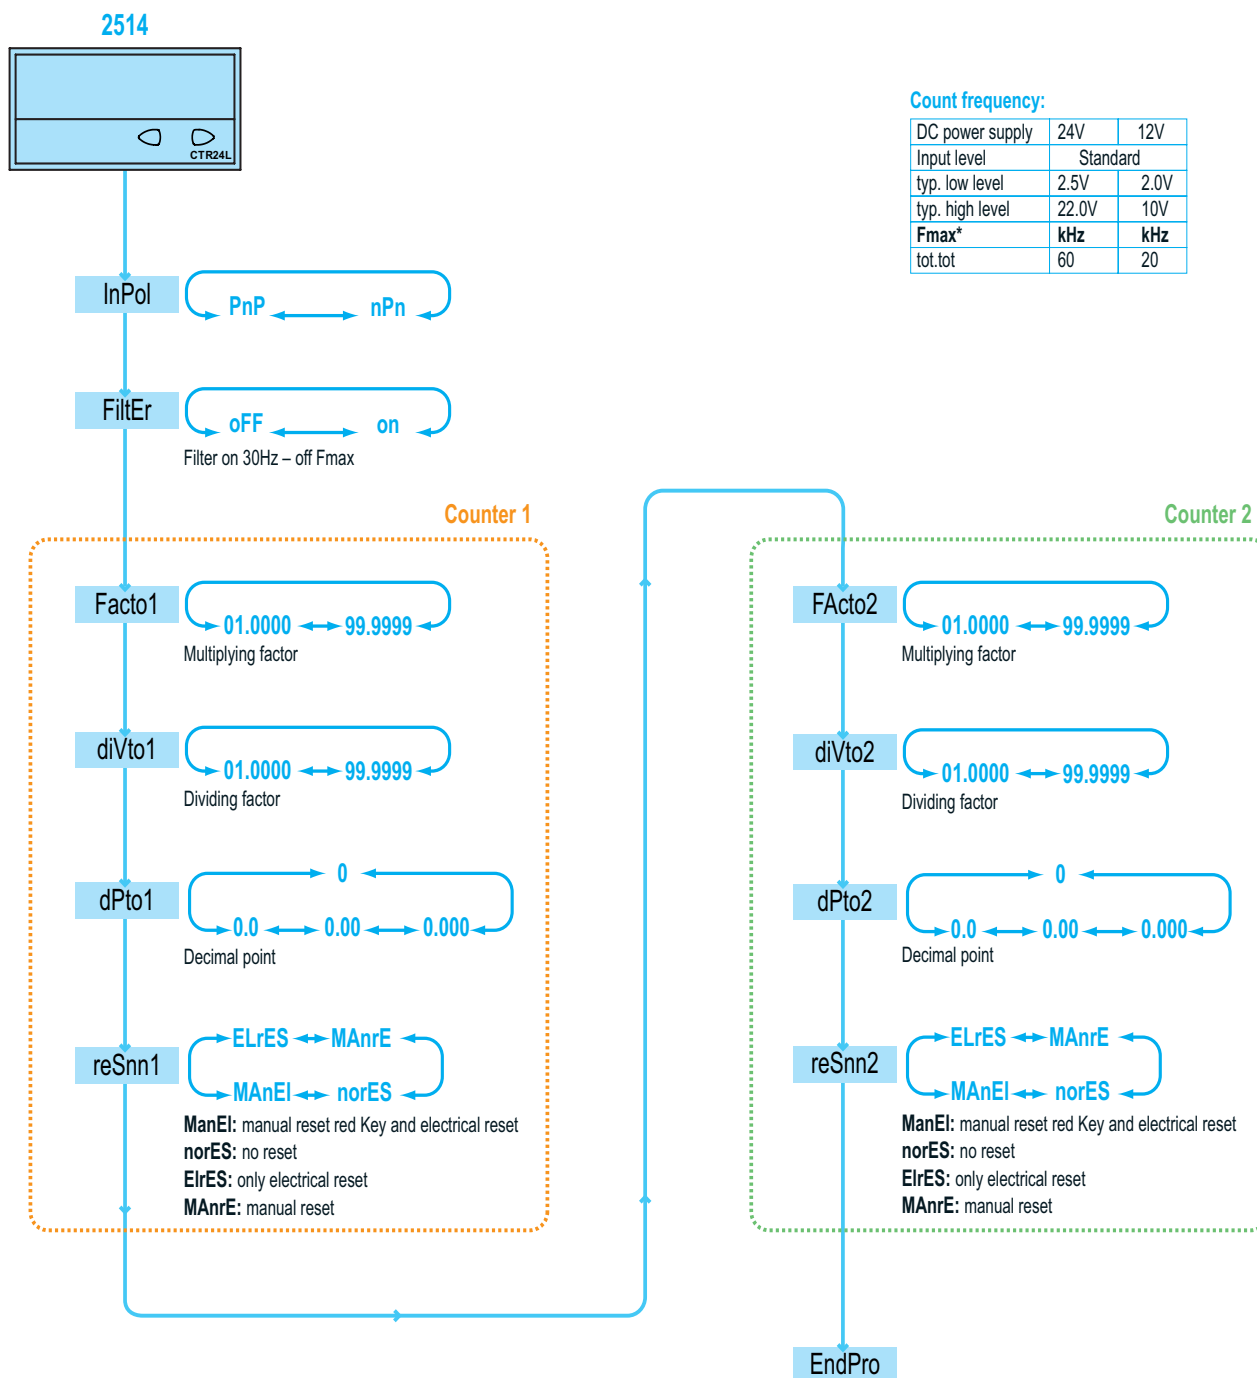 2514
CTR24L
Count frequency:
DC power supply 24V 12V
Input level Standard
typ. low level 2.5V 2.0V
typ. high level 22.0V 10V
Fmax* kHz kHz
tot.tot 60 20
InPol
PnP nPn
FiltEr
oFF on
Filter on 30Hz – off Fmax
Counter 1
Facto1
01.0000 99.9999
Multiplying factor
diVto1
01.0000 99.9999
Dividing factor
dPto1
0
0.0 0.00 0.000
Decimal point
reSnn1
ELrES MAnrE
MAnEl norES
ManEl: manual reset red Key and electrical reset
norES: no reset
ElrES: only electrical reset
MAnrE: manual reset
Counter 2
FActo2
01.0000 99.9999
Multiplying factor
diVto2
01.0000 99.9999
Dividing factor
dPto2
0
0.0 0.00 0.000
Decimal point
reSnn2
ELrES MAnrE
MAnEl norES
ManEl: manual reset red Key and electrical reset
norES: no reset
ElrES: only electrical reset
MAnrE: manual reset
EndPro